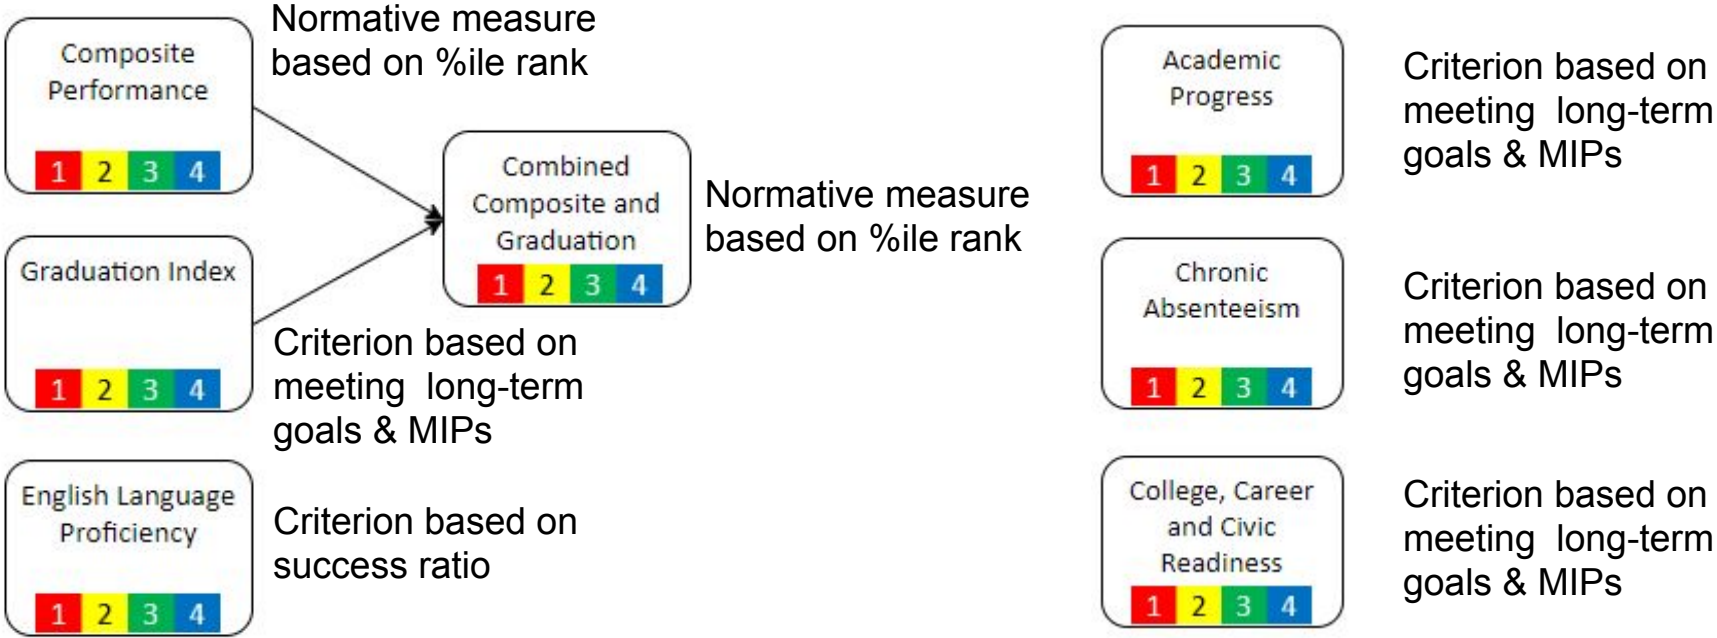 Composite
Performance
1 2 3 4
Normative measure
based on %ile rank
Graduation Index
1 2 3 4
Criterion based on
meeting long-term
goals & MIPs
Combined
Composite and
Graduation
1 2 3 4
Normative measure
based on %ile rank
English Language
Proficiency
1 2 3 4
Criterion based on
success ratio
Academic
Progress
1 2 3 4
Criterion based on
meeting long-term
goals & MIPs
Chronic
Absenteeism
1 2 3 4
Criterion based on
meeting long-term
goals & MIPs
College, Career
and Civic
Readiness
1 2 3 4
Criterion based on
meeting long-term
goals & MIPs